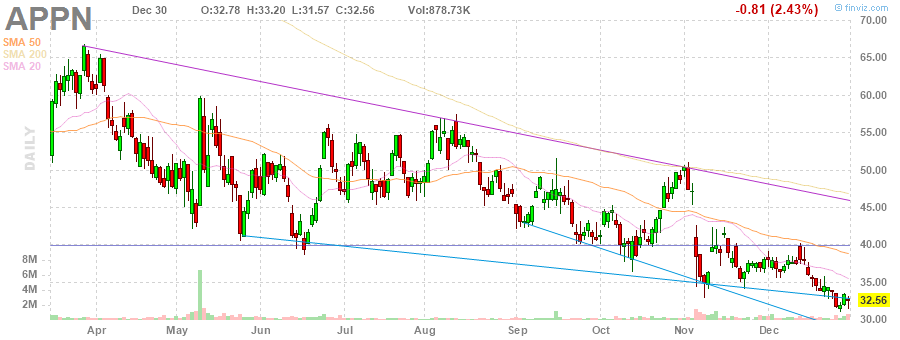 APPN Dec 30 O:32.78 H:33.20 L:31.57 C:32.56 Vol:878.73K -0.81 (2.43%) © finviz.com
SMA 50
SMA 200
SMA 20
DAILY
70.00
65.00
60.00
55.00
50.00
45.00
40.00
35.00
32.56
30.00
8M
6M
4M
2M
Apr May Jun Jul Aug Sep Oct Nov Dec